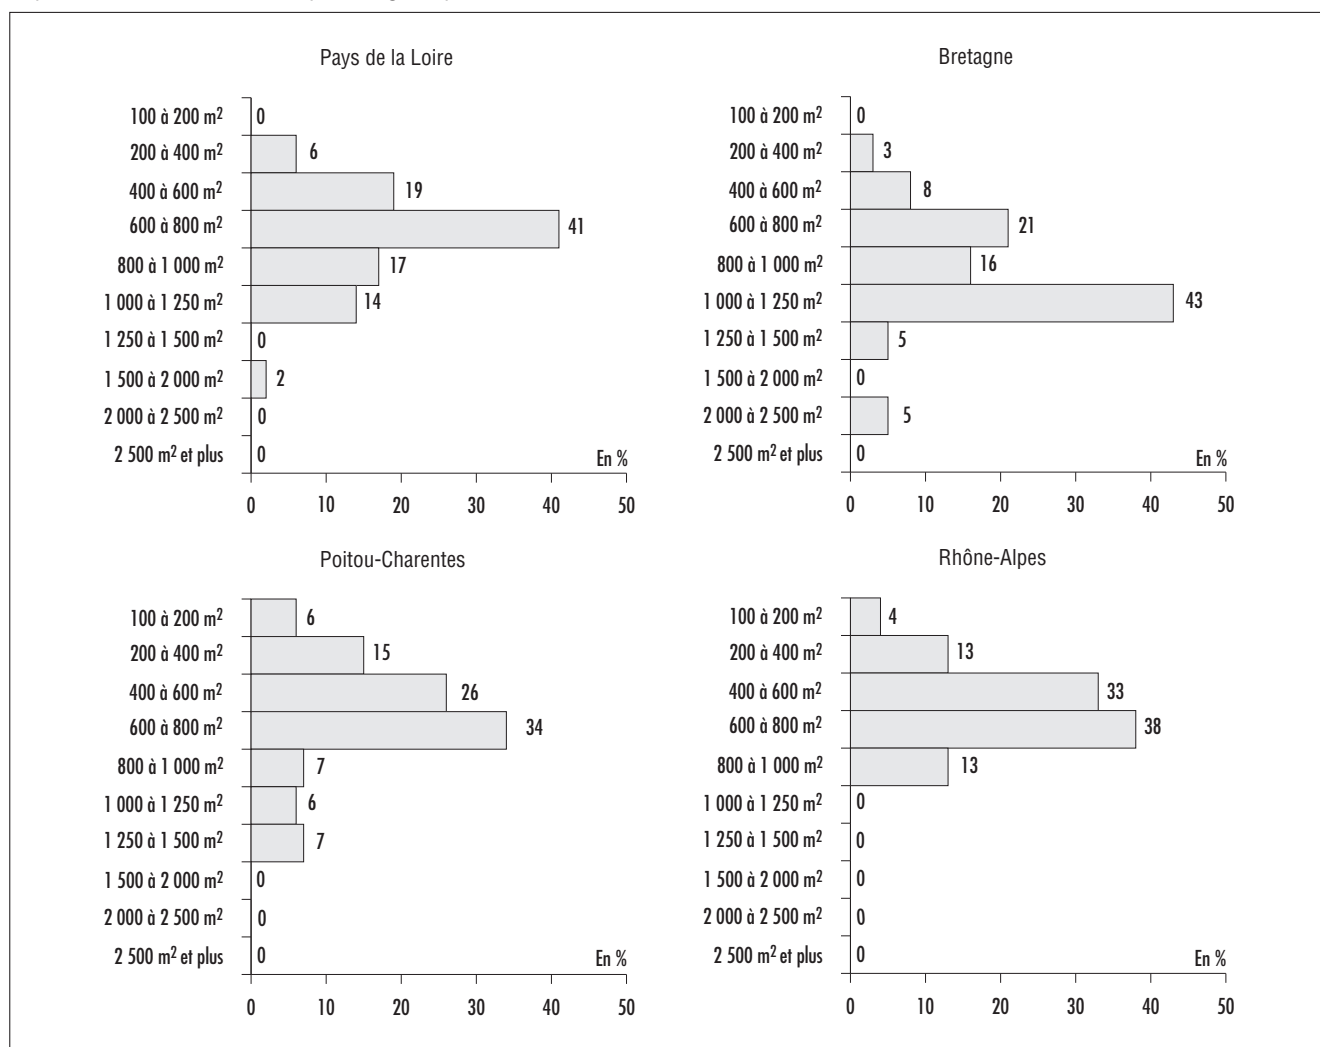 Pays de la Loire
100 à 200 m² 0
200 à 400 m² 6
400 à 600 m² 19
600 à 800 m² 41
800 à 1 000 m² 17
1 000 à 1 250 m² 14
1 250 à 1 500 m² 0
1 500 à 2 000 m² 2
2 000 à 2 500 m² 0
2 500 m² et plus 0 En %
0 10 20 30 40 50
Bretagne
100 à 200 m² 0
200 à 400 m² 3
400 à 600 m² 8
600 à 800 m² 21
800 à 1 000 m² 16
1 000 à 1 250 m² 43
1 250 à 1 500 m² 5
1 500 à 2 000 m² 0
2 000 à 2 500 m² 5
2 500 m² et plus 0 En %
0 10 20 30 40 50
Poitou-Charentes
100 à 200 m² 6
200 à 400 m² 15
400 à 600 m² 26
600 à 800 m² 34
800 à 1 000 m² 7
1 000 à 1 250 m² 6
1 250 à 1 500 m² 7
1 500 à 2 000 m² 0
2 000 à 2 500 m² 0
2 500 m² et plus 0 En %
0 10 20 30 40 50
Rhône-Alpes
100 à 200 m² 4
200 à 400 m² 13
400 à 600 m² 33
600 à 800 m² 38
800 à 1 000 m² 13
1 000 à 1 250 m² 0
1 250 à 1 500 m² 0
1 500 à 2 000 m² 0
2 000 à 2 500 m² 0
2 500 m² et plus 0 En %
0 10 20 30 40 50